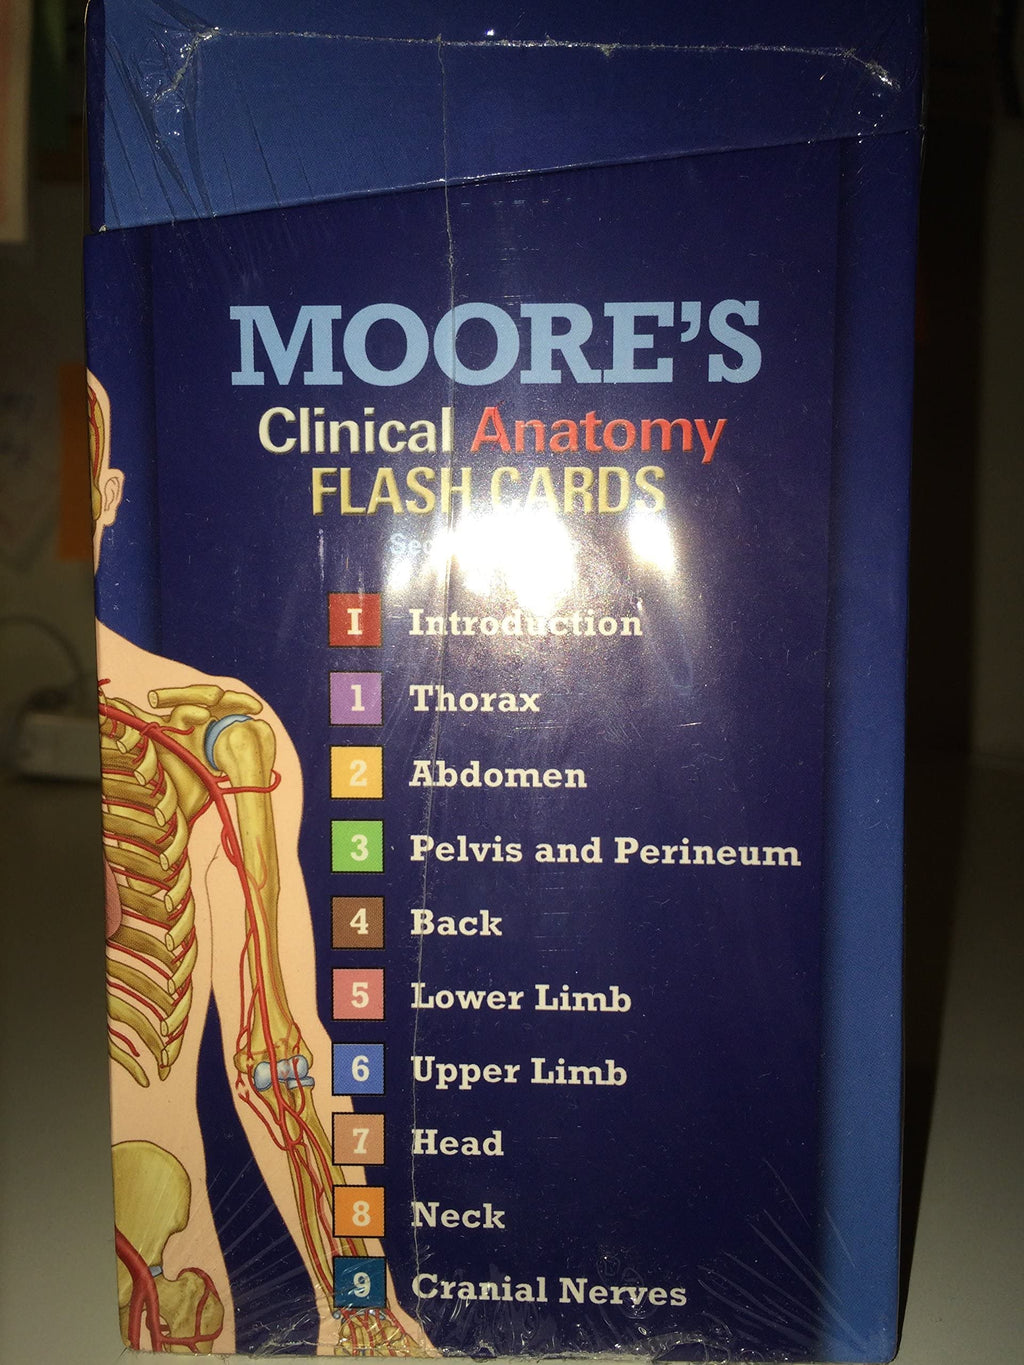 MOORE'S
Clinical Anatomy
FLASH CARDS
I Introduction
1 Thorax
2 Abdomen
3 Pelvis and Perineum
4 Back
5 Lower Limb
6 Upper Limb
7 Head
8 Neck
9 Cranial Nerves